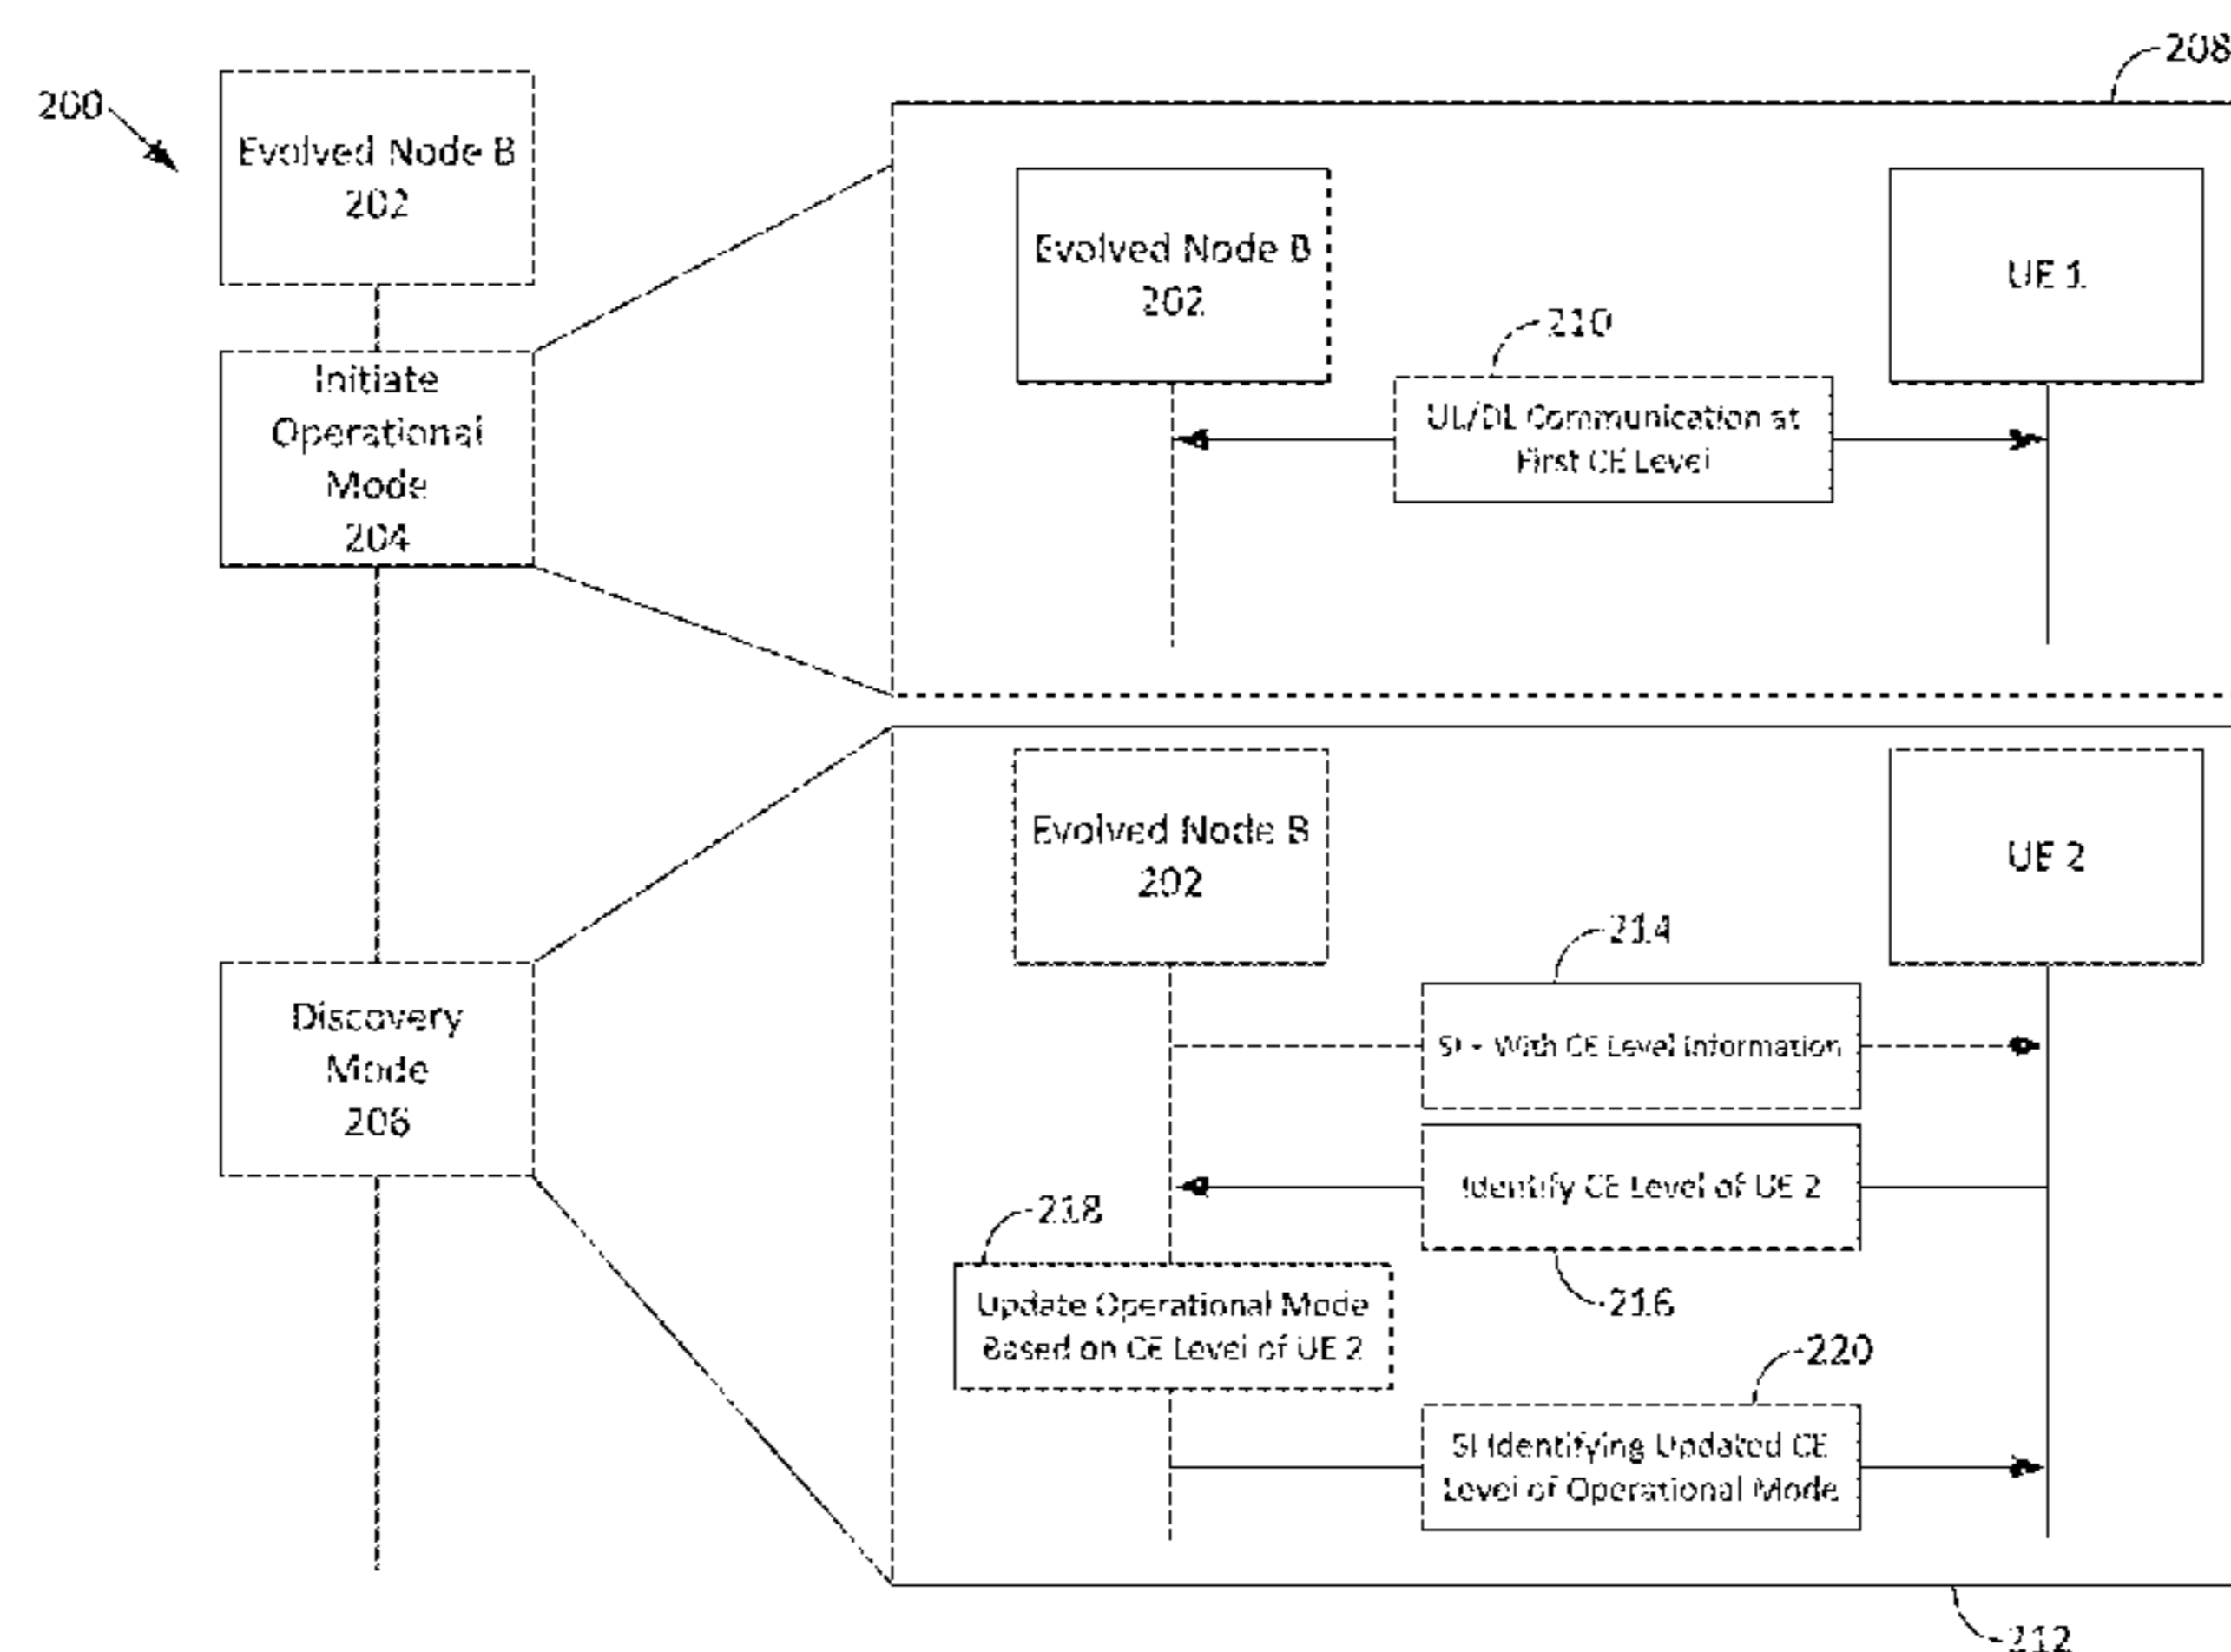 208
200
Evolved Node B
202
Evolved Node B
202
UE 1
210
Initiate
Operational
Mode
204
UL/DL Communication at
First CE Level
Evolved Node B
202
UE 2
214
Discovery
Mode
206
SI - With CE Level Information
Identify CE Level of UE 2
218
216
Update Operational Mode
Based on CE Level of UE 2
220
SI Identifying Updated CE
Level of Operational Mode
212